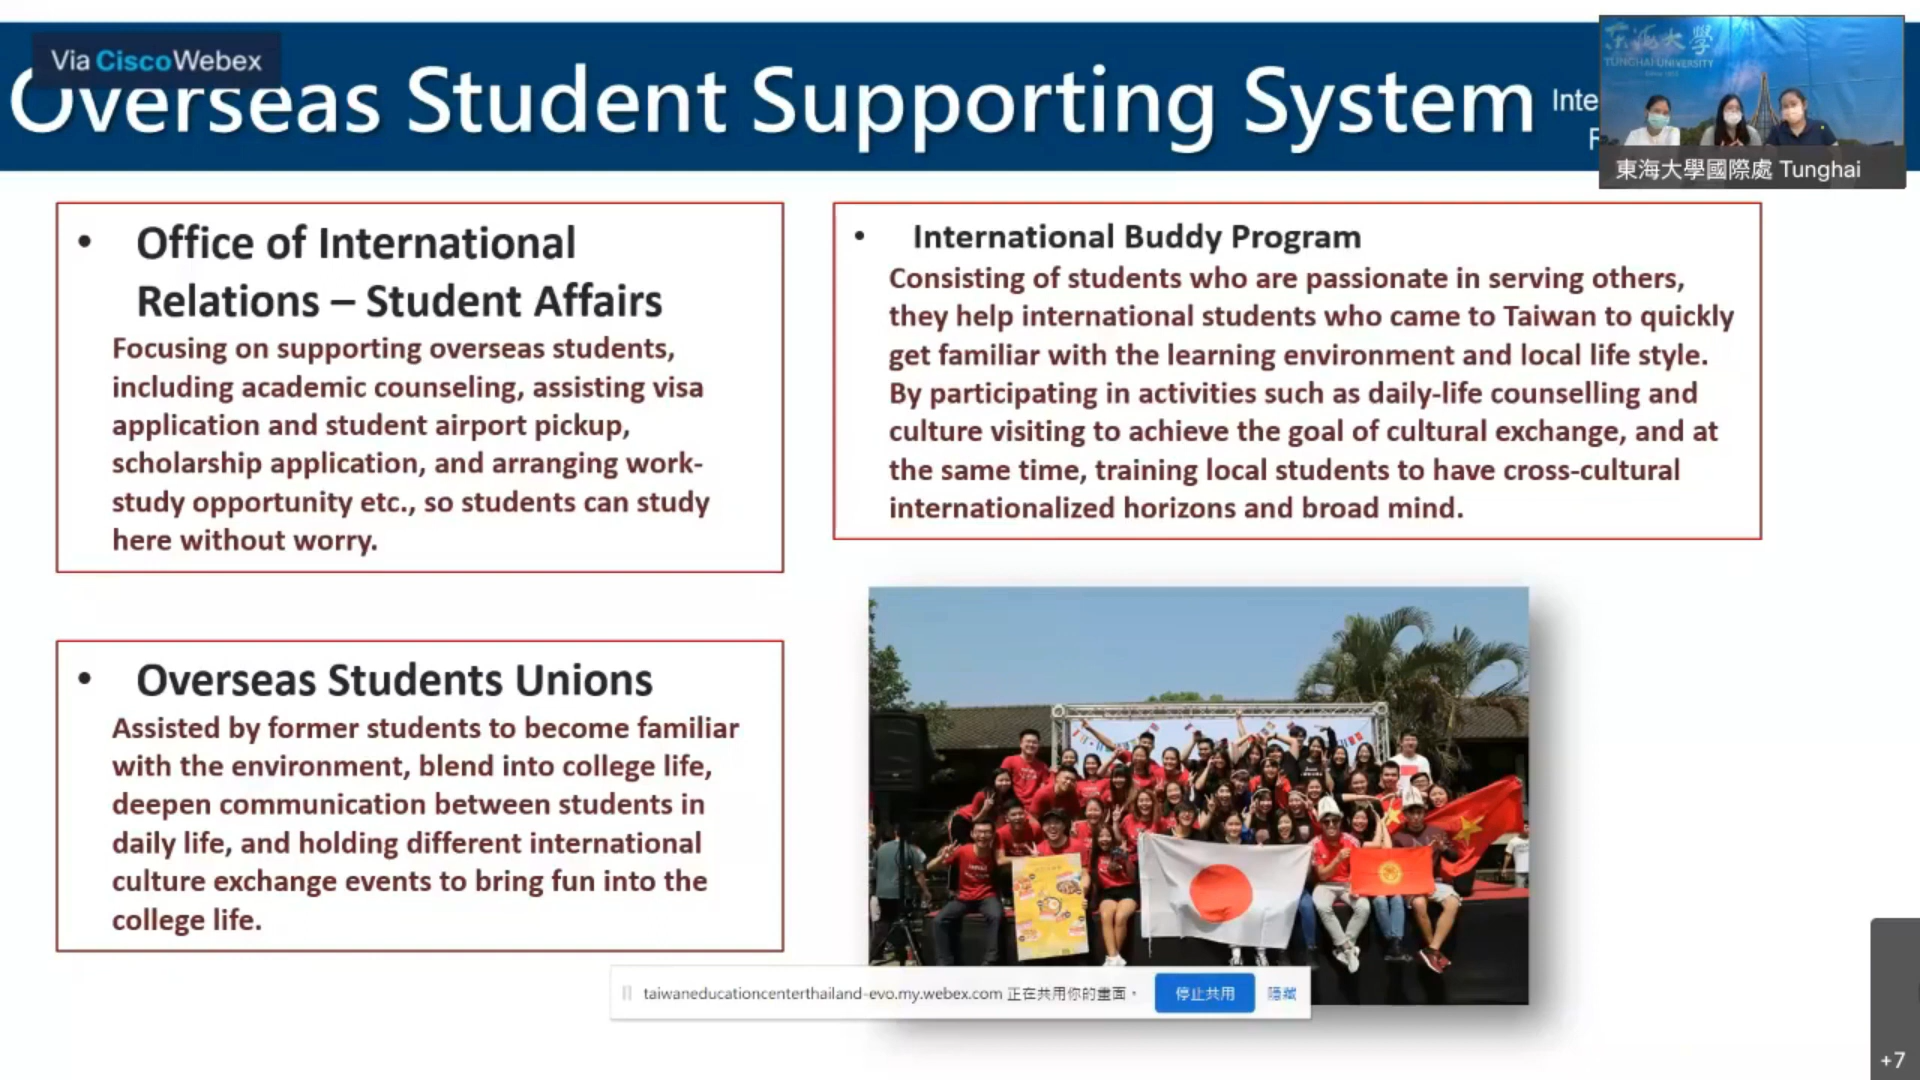 Via CiscoWebex
Overseas Student Supporting System
Inte
F
東海大學
TUNGHAI UNIVERSITY
東海大學國際處 Tunghai
• Office of International
Relations – Student Affairs
Focusing on supporting overseas students,
including academic counseling, assisting visa
application and student airport pickup,
scholarship application, and arranging work-
study opportunity etc., so students can study
here without worry.
• International Buddy Program
Consisting of students who are passionate in serving others,
they help international students who came to Taiwan to quickly
get familiar with the learning environment and local life style.
By participating in activities such as daily-life counselling and
culture visiting to achieve the goal of cultural exchange, and at
the same time, training local students to have cross-cultural
internationalized horizons and broad mind.
• Overseas Students Unions
Assisted by former students to become familiar
with the environment, blend into college life,
deepen communication between students in
daily life, and holding different international
culture exchange events to bring fun into the
college life.
taiwaneducationcenterthailand-evo.my.webex.com 正在共用你的畫面。
停止共用
隱藏
+7